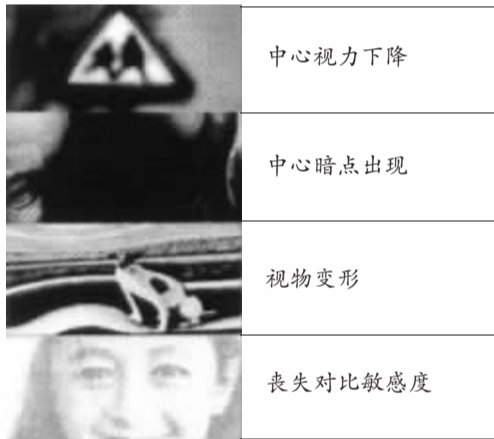 中心视力下降
中心暗点出现
视物变形
丧失对比敏感度